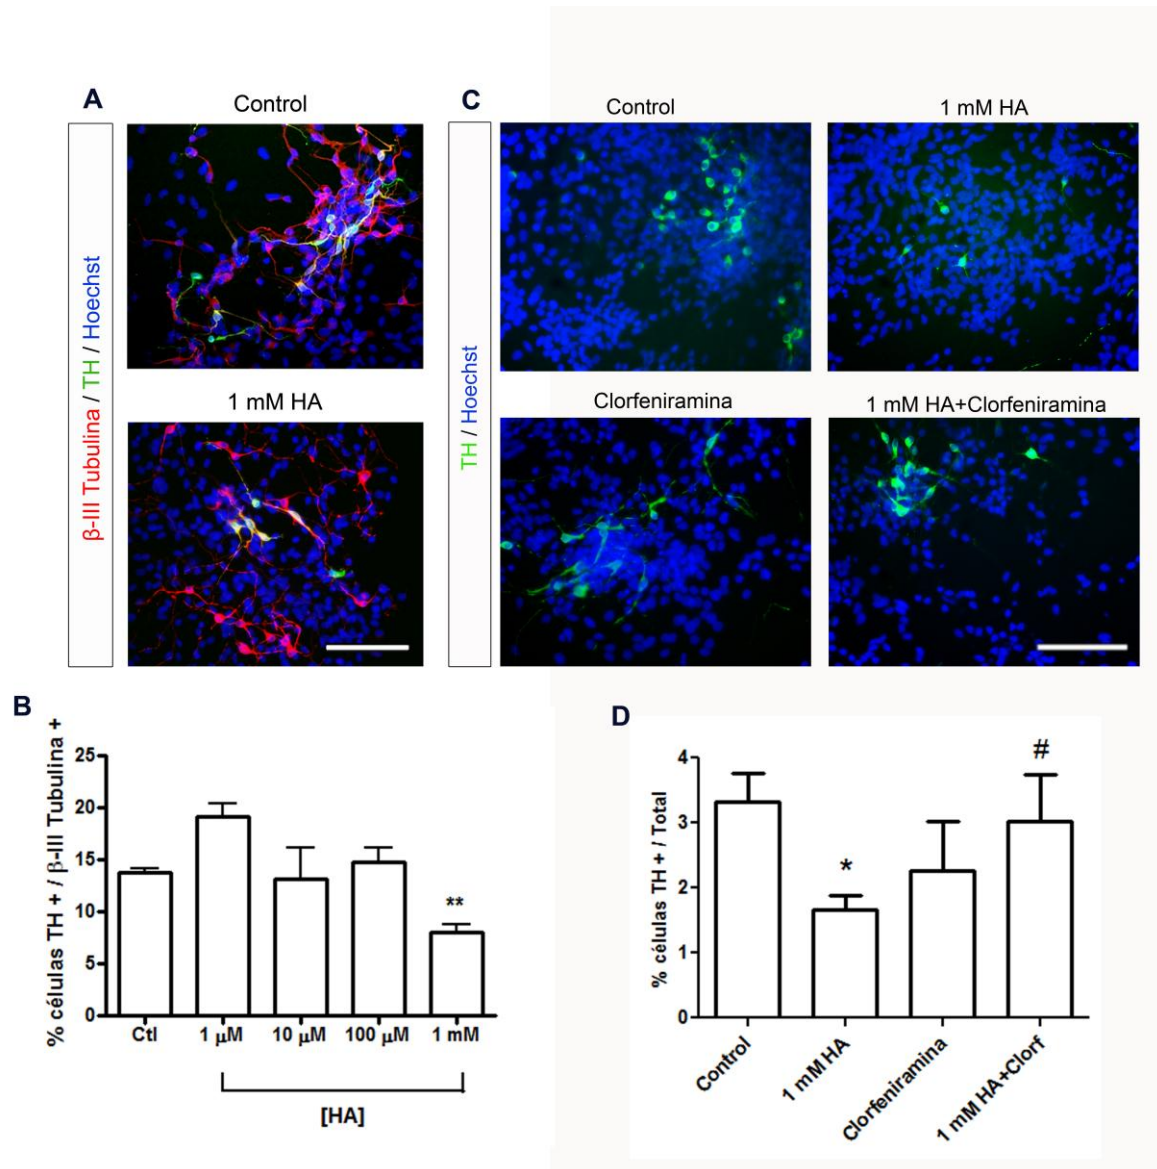 A
Control
β-III Tubulina / TH / Hoechst
1 mM HA
C
Control
1 mM HA
TH / Hoechst
Clorfeniramina
1 mM HA+Clorfeniramina
B
% células TH + / β-III Tubulina +
25
20
15
10
5
0
**
Ctl
1 µM
10 µM
100 µM
1 mM
[HA]
D
% células TH + / Total
4
3
2
1
0
*
#
Control
1 mM HA
Clorfeniramina
1 mM HA+Clorf